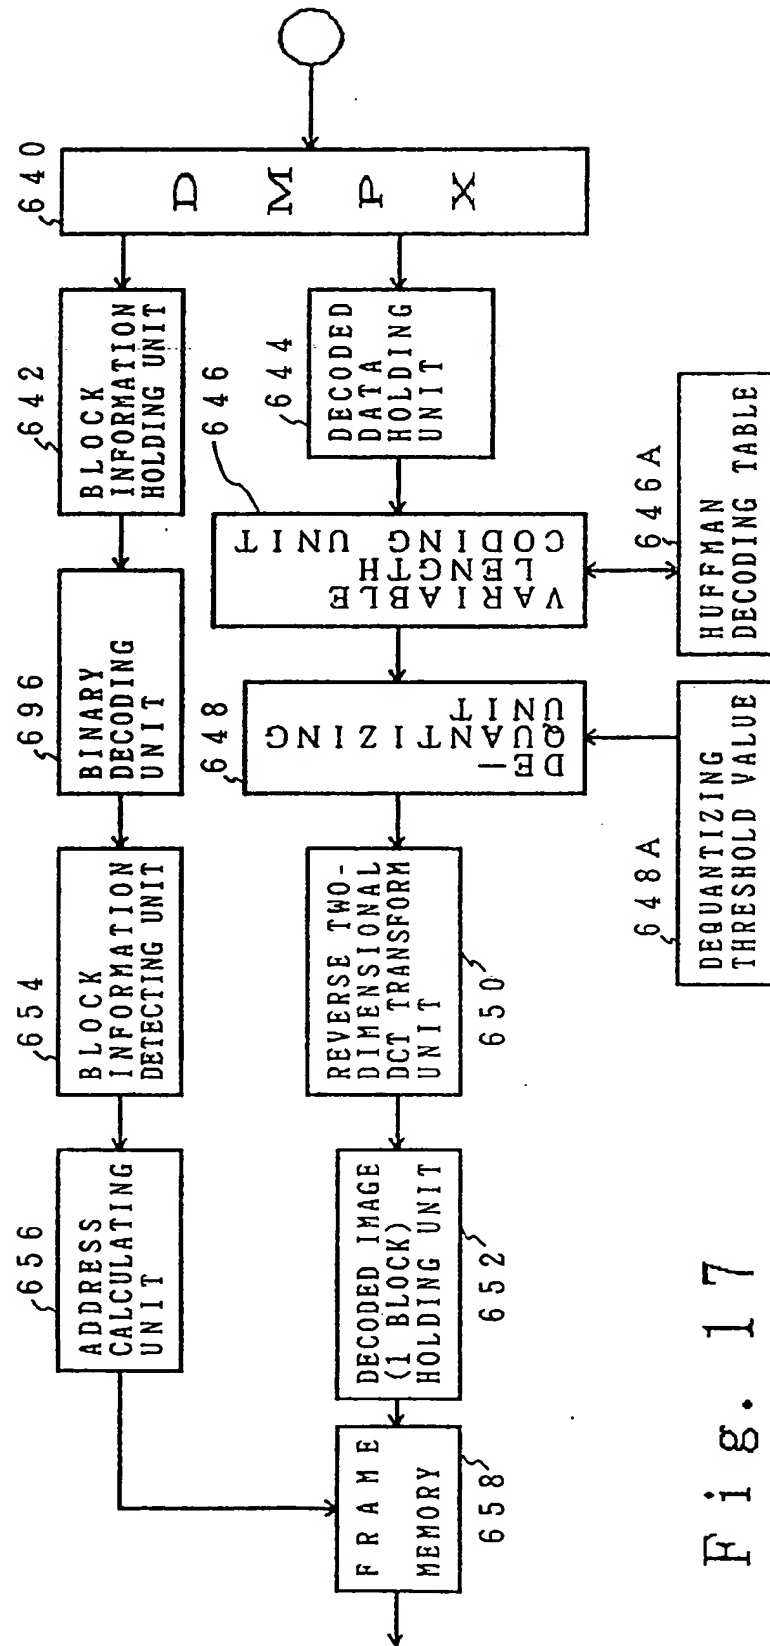 640
D M P X
642
BLOCK
INFORMATION
HOLDING UNIT
644
DECODED
DATA
HOLDING
UNIT
646
VARIABLE
LENGTH
CODING UNIT
646A
HUFFMAN
DECODING TABLE
696
BINARY
DECODING
UNIT
648
DE-
QUANTIZING
UNIT
648A
DEQUANTIZING
THRESHOLD VALUE
654
BLOCK
INFORMATION
DETECTING UNIT
REVERSE TWO-
DIMENSIONAL
DCT TRANSFORM
UNIT
650
656
ADDRESS
CALCULATING
UNIT
DECODED IMAGE
(1 BLOCK)
HOLDING UNIT
652
FRAME
MEMORY
658
Fig. 17